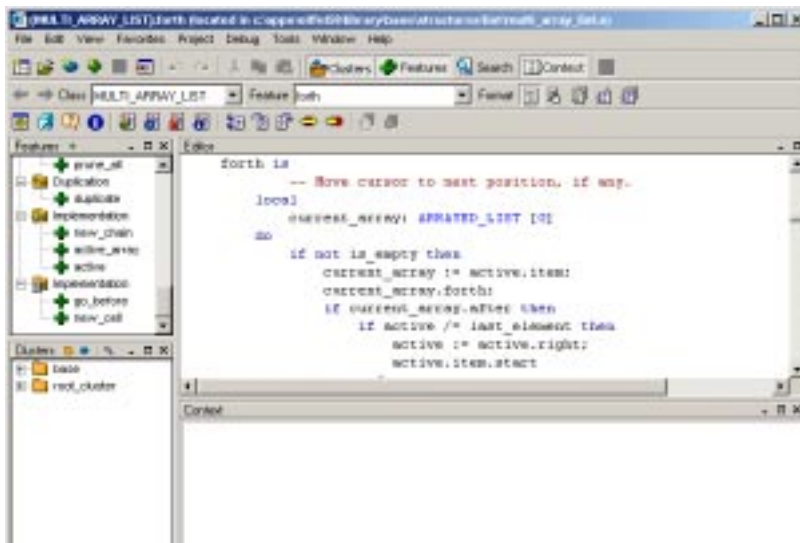 (MULTI_ARRAY_LIST).forth (located in
File Edit View Favorites Project Debug Tools Window Help
Clusters Features Search Context
Class MULTI_ARRAY_LIST Feature forth Format
Features
prune_all
Duplication
duplicate
Implementation
new_chain
active_array
active
Implementation
go_before
new_cell
Clusters
base
root_cluster
Editor
forth is
-- Move cursor to next position, if any.
local
current_array: ARRAYED_LIST [G]
do
if not is_empty then
current_array := active.item;
current_array.forth;
if current_array.after then
if active /= last_element then
active := active.right;
active.item.start
Context